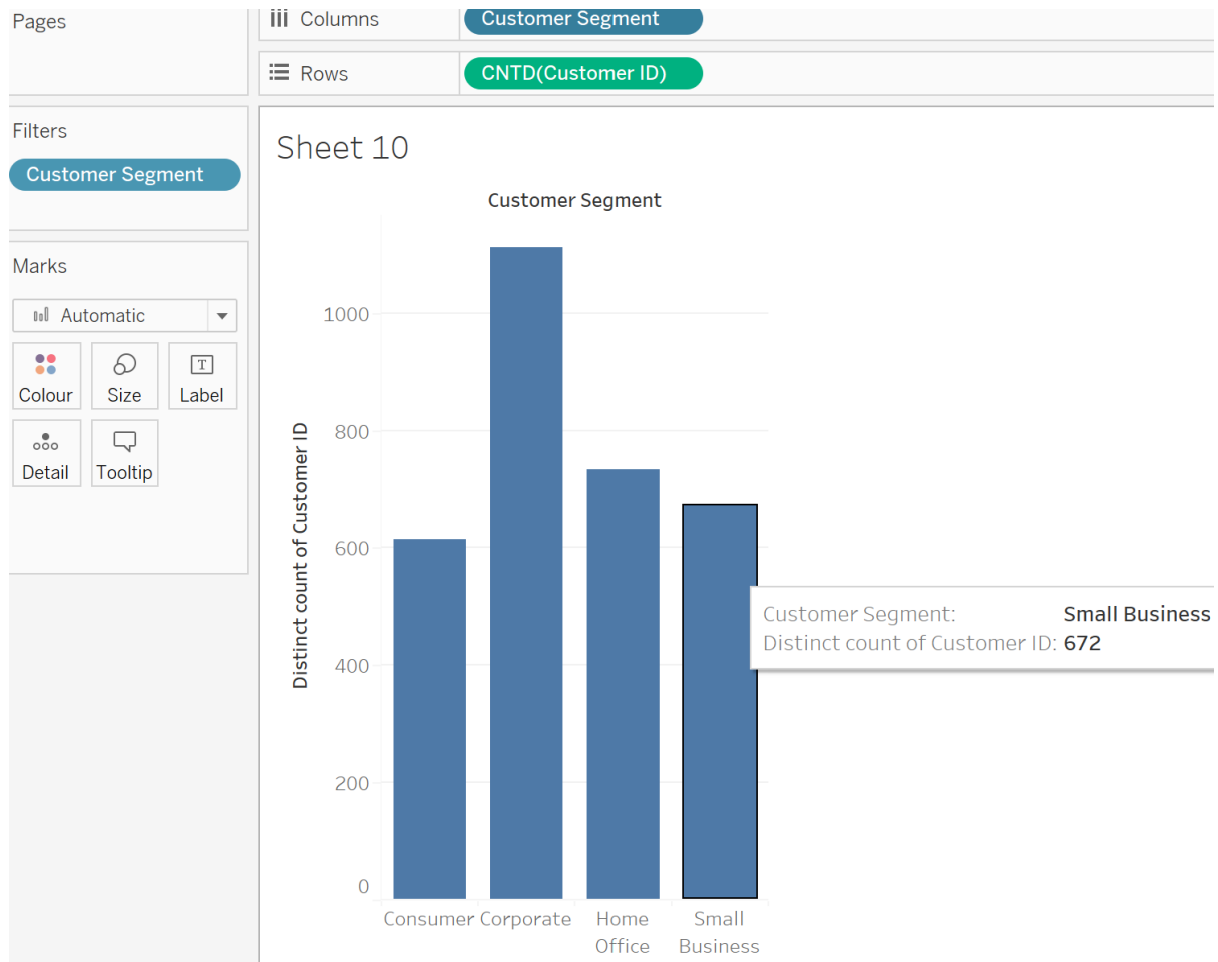 Pages
Columns
Customer Segment
Rows
CNTD(Customer ID)
Filters
Customer Segment
Marks
Automatic
Colour
Size
T
Label
Detail
Tooltip
Sheet 10
Customer Segment
Distinct count of Customer ID
1000
800
600
400
200
0
Consumer
Corporate
Home
Office
Small
Business
Customer Segment: Small Business
Distinct count of Customer ID: 672